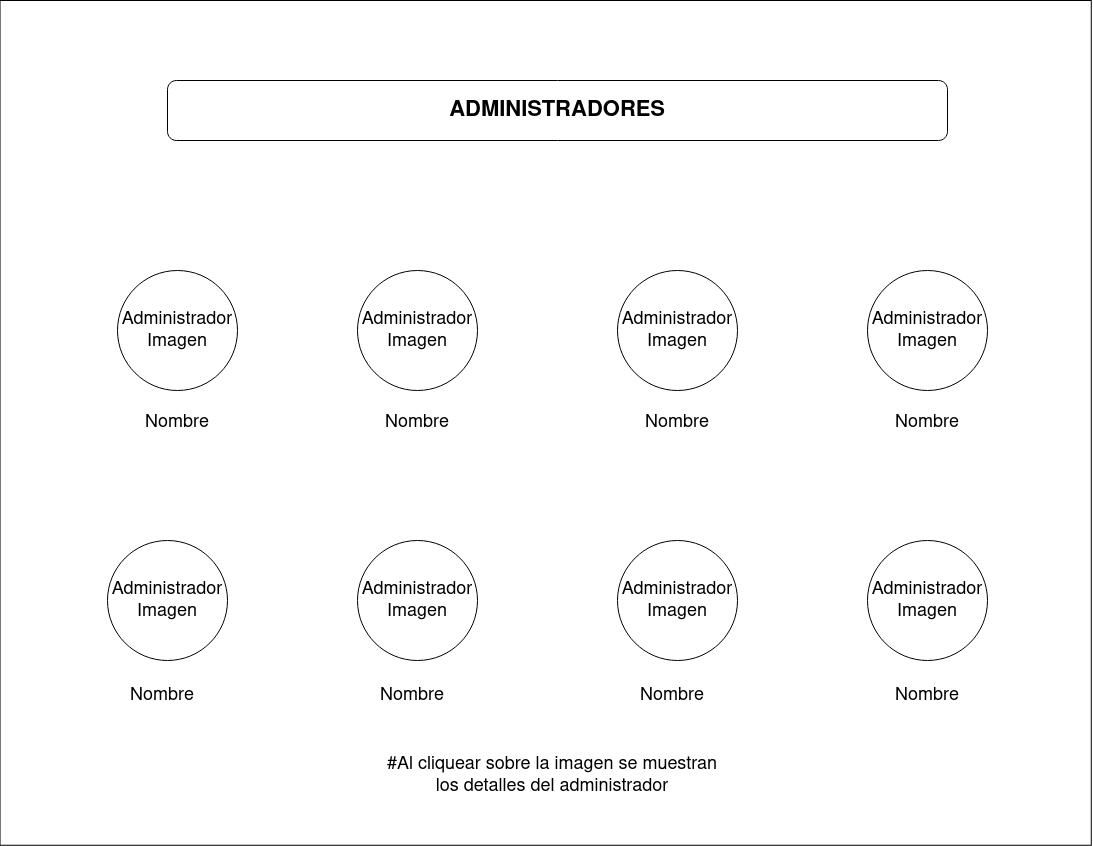 ADMINISTRADORES
Administrador Administrador Administrador Administrador
Imagen Imagen Imagen Imagen
Nombre Nombre Nombre Nombre
Administrador Administrador Administrador Administrador
Imagen Imagen Imagen Imagen
Nombre Nombre Nombre Nombre
#Al cliquear sobre la imagen se muestran
los detalles del administrador